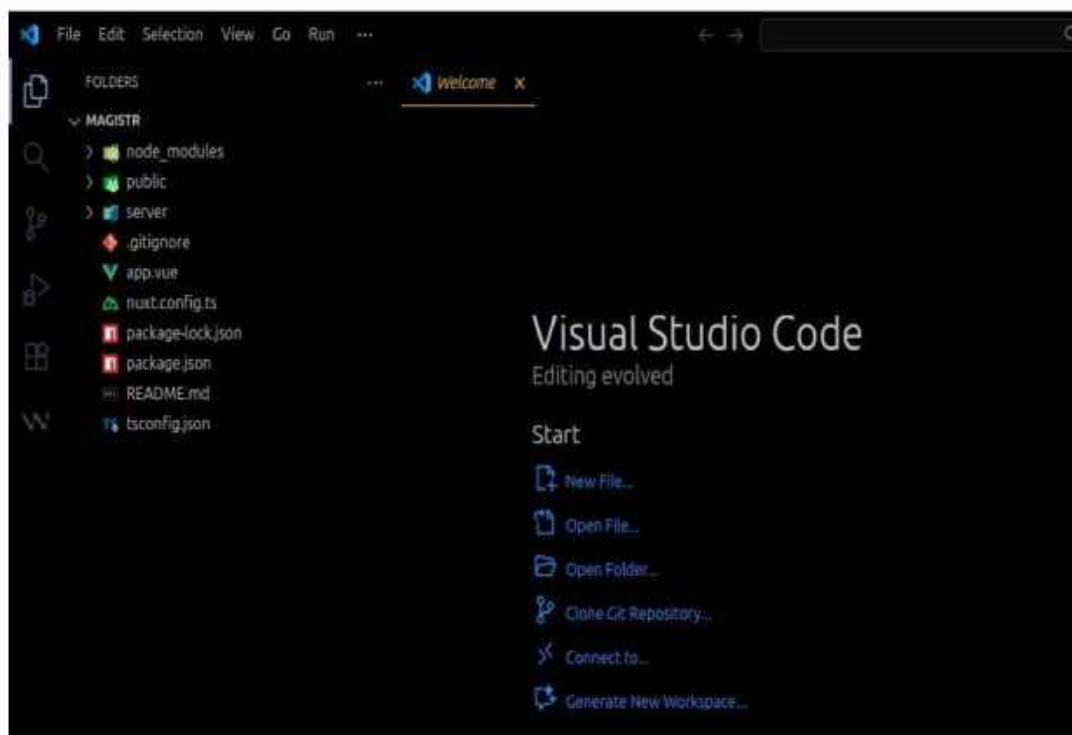 File Edit Selection View Go Run ···
FOLDERS ···
Welcome ×
MAGISTR
node_modules
public
server
.gitignore
app.vue
nuxt.config.ts
package-lock.json
package.json
README.md
tsconfig.json
Visual Studio Code
Editing evolved
Start
New File...
Open File...
Open Folder...
Clone Git Repository...
Connect to...
Generate New Workspace...